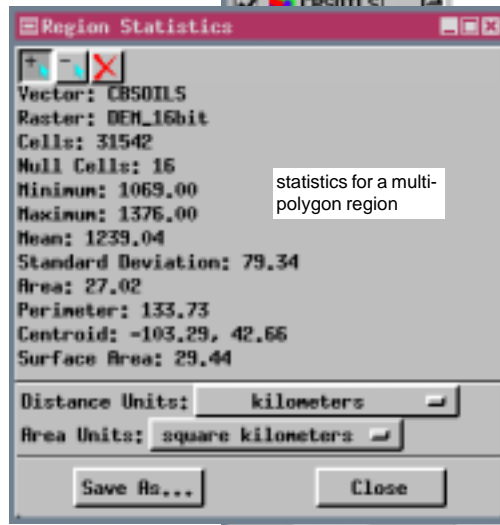 CBSOILS
Region Statistics
Vector: CBSOILS
Raster: DEM_16bit
Cells: 31542
Null Cells: 16
Minimum: 1069.00
Maximum: 1376.00
Mean: 1239.04
Standard Deviation: 79.34
Area: 27.02
Perimeter: 133.73
Centroid: -103.29, 42.66
Surface Area: 29.44
statistics for a multi-
polygon region
Distance Units: kilometers
Area Units: square kilometers
Save As... Close